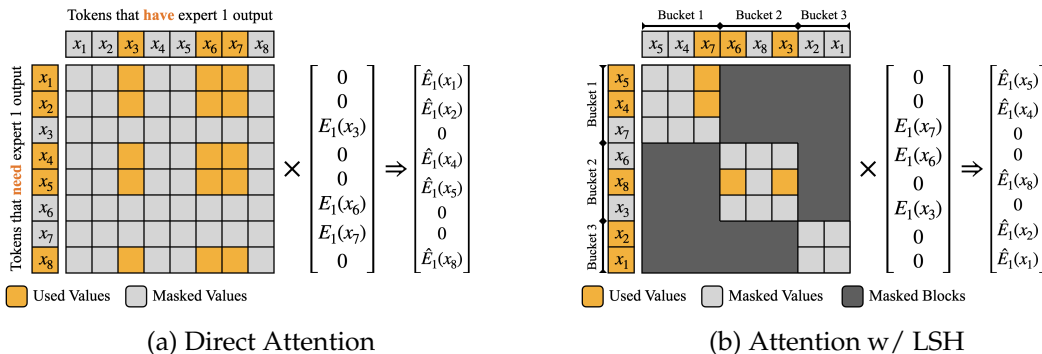 Tokens that have expert 1 output
x1 x2 x3 x4 x5 x6 x7 x8
Tokens that need expert 1 output
x1
x2
x3
x4
x5
x6
x7
x8
×
0
0
E1(x3)
0
0
E1(x6)
E1(x7)
0
⇒
Ê1(x1)
Ê1(x2)
0
Ê1(x4)
Ê1(x5)
0
0
Ê1(x8)
Used Values Masked Values
(a) Direct Attention
Bucket 1 Bucket 2 Bucket 3
x5 x4 x7 x6 x8 x3 x2 x1
Bucket 1
Bucket 2
Bucket 3
x5
x4
x7
x6
x8
x3
x2
x1
×
0
0
E1(x7)
E1(x6)
0
E1(x3)
0
0
⇒
Ê1(x5)
Ê1(x4)
0
0
Ê1(x8)
0
Ê1(x2)
Ê1(x1)
Used Values Masked Values Masked Blocks
(b) Attention w/ LSH